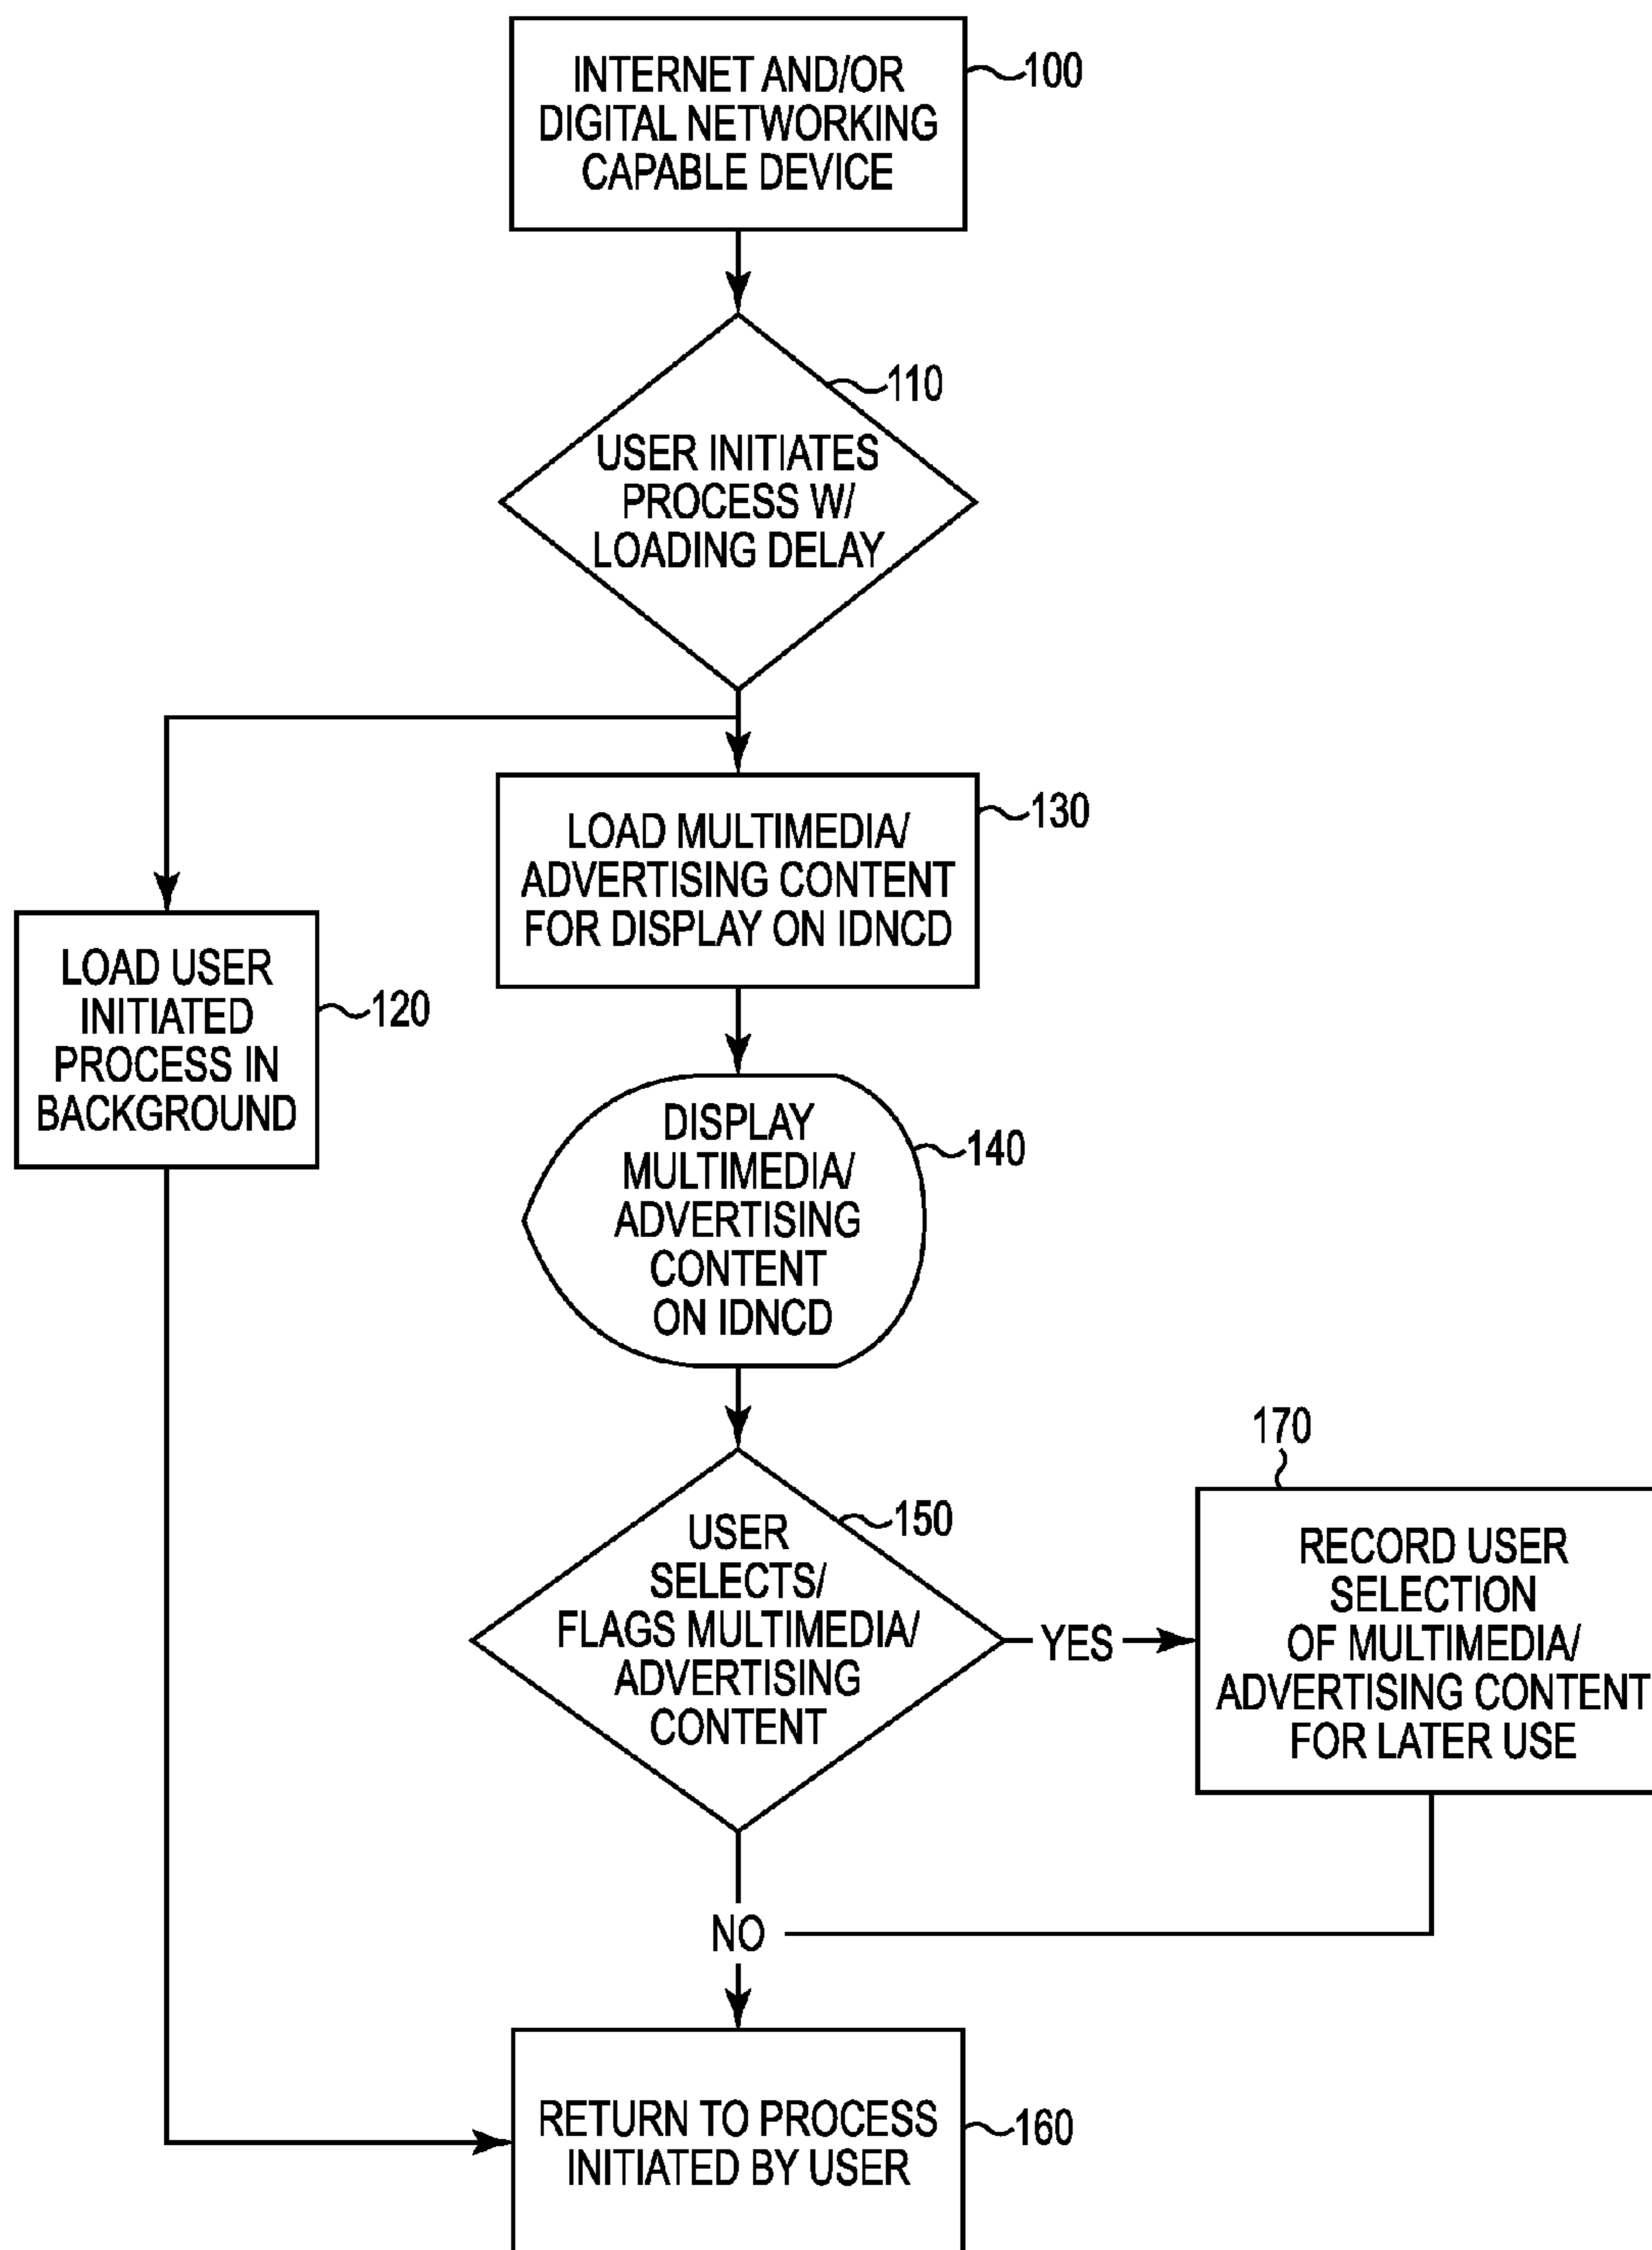 INTERNET AND/OR
DIGITAL NETWORKING
CAPABLE DEVICE
100
110
USER INITIATES
PROCESS W/
LOADING DELAY
130
LOAD MULTIMEDIA/
ADVERTISING CONTENT
FOR DISPLAY ON IDNCD
LOAD USER
INITIATED
PROCESS IN
BACKGROUND
120
DISPLAY
MULTIMEDIA/
ADVERTISING
CONTENT
ON IDNCD
140
150
USER
SELECTS/
FLAGS MULTIMEDIA/
ADVERTISING
CONTENT
YES
170
RECORD USER
SELECTION
OF MULTIMEDIA/
ADVERTISING CONTENT
FOR LATER USE
NO
RETURN TO PROCESS
INITIATED BY USER
160